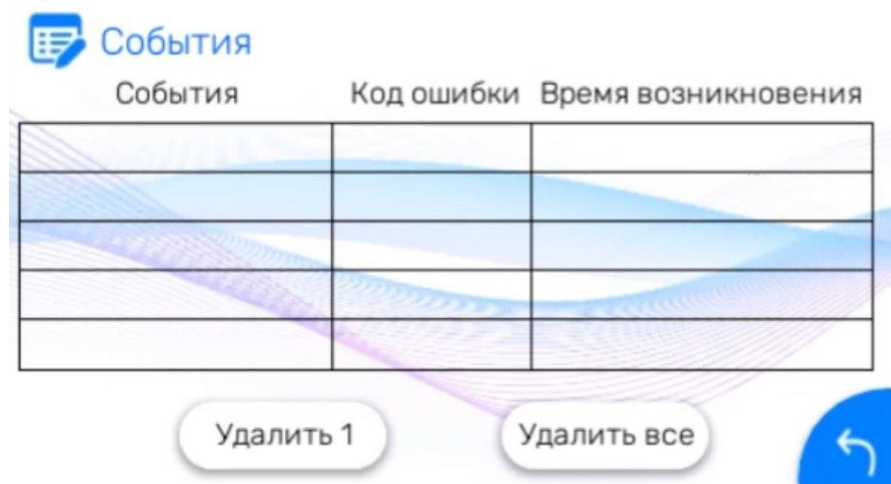 События
События Код ошибки Время возникновения
Удалить 1 Удалить все